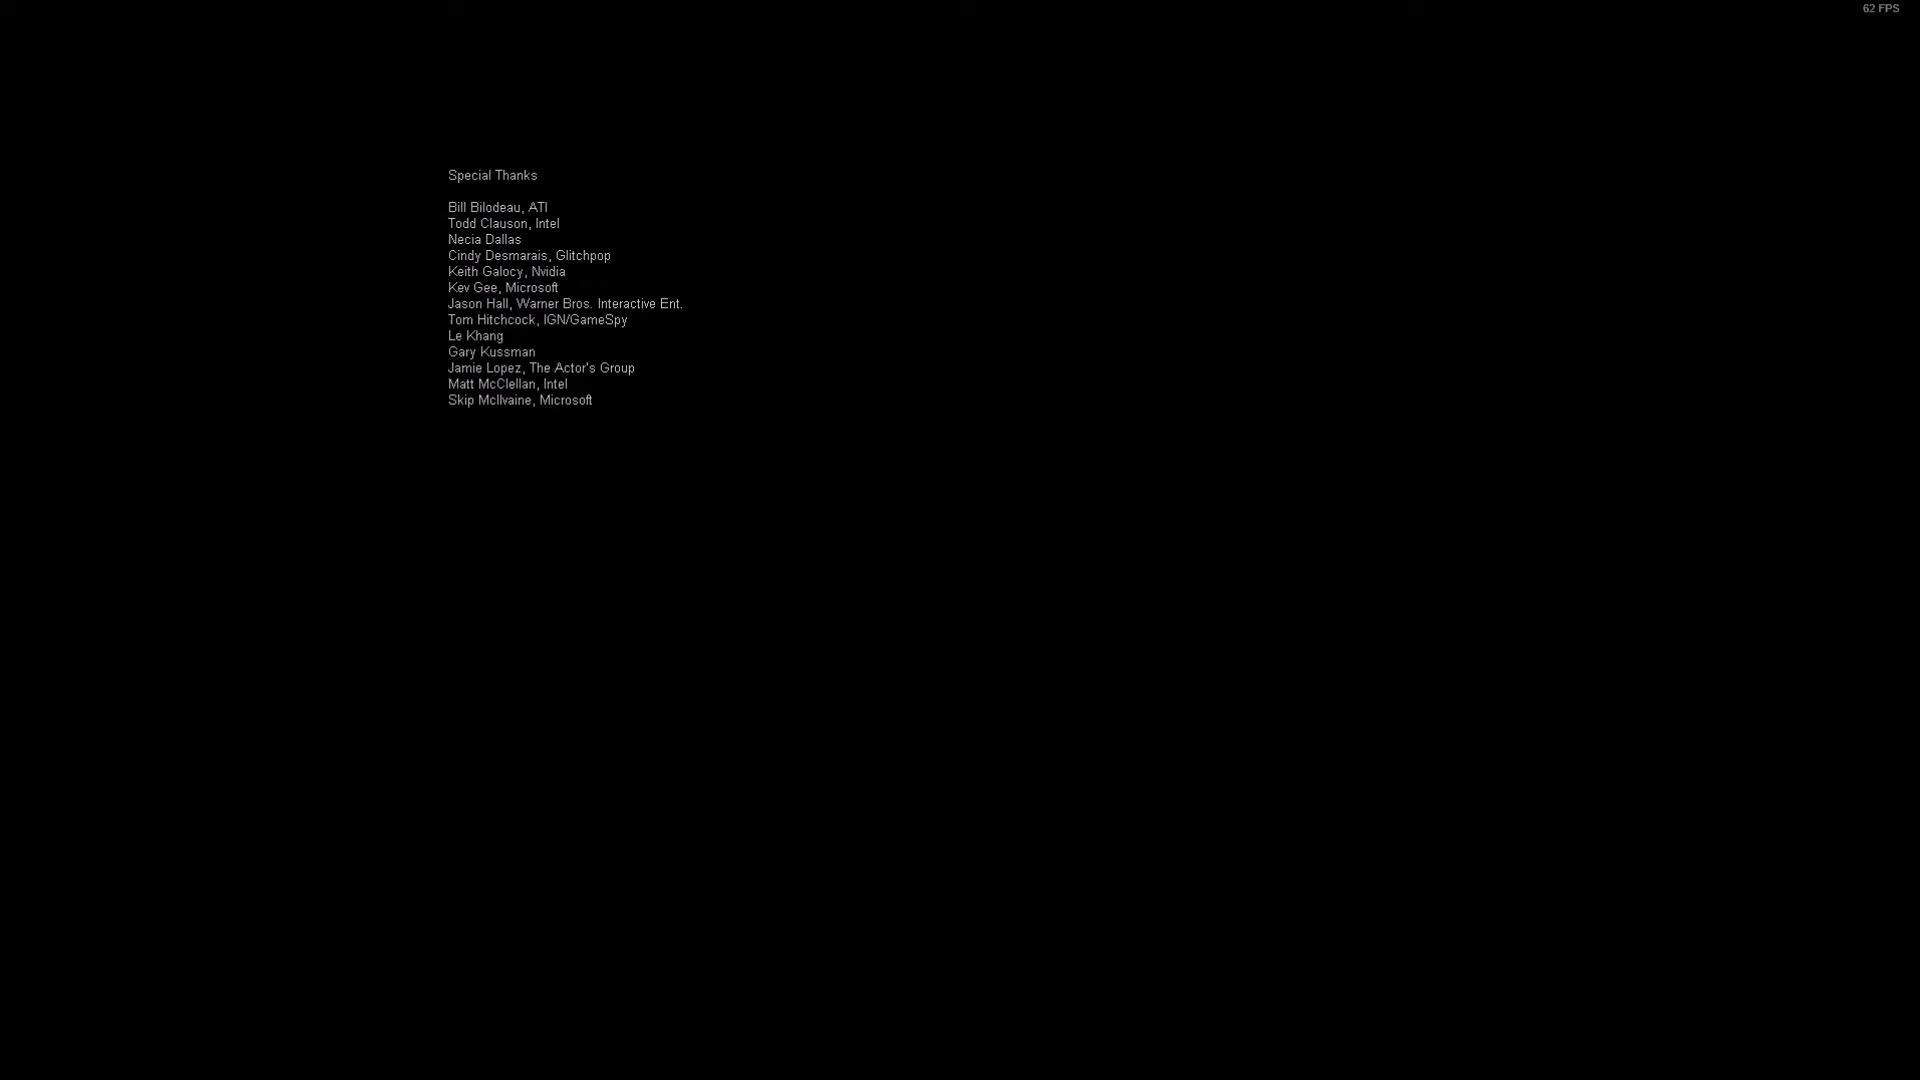 62 FPS
Special Thanks
Bill Bilodeau, ATI
Todd Clauson, Intel
Necia Dallas
Cindy Desmarais, Glitchpop
Keith Galocy, Nvidia
Kev Gee, Microsoft
Jason Hall, Warner Bros. Interactive Ent.
Tom Hitchcock, IGN/GameSpy
Le Khang
Gary Kussman
Jamie Lopez, The Actor's Group
Matt McClellan, Intel
Skip McIlvaine, Microsoft